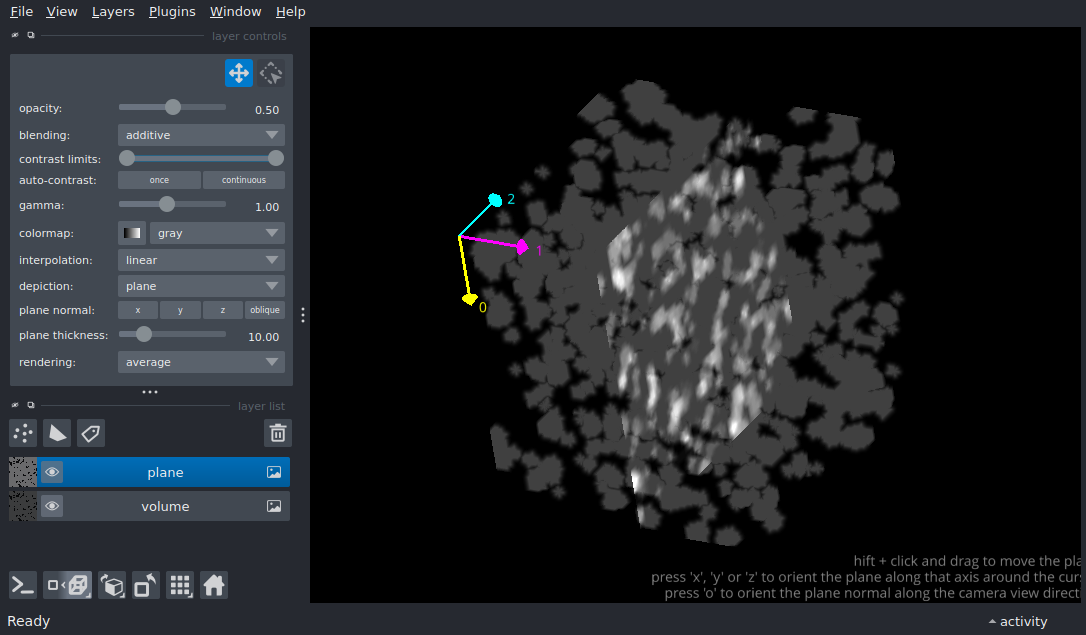 File View Layers Plugins Window Help
layer controls
opacity: 0.50
blending: additive
contrast limits:
auto-contrast: once continuous
gamma: 1.00
colormap: gray
interpolation: linear
depiction: plane
plane normal: x y z oblique
plane thickness: 10.00
rendering: average
layer list
plane
volume
2
1
0
hift + click and drag to move the pla
press 'x', 'y' or 'z' to orient the plane along that axis around the curs
press 'o' to orient the plane normal along the camera view direct
Ready
activity